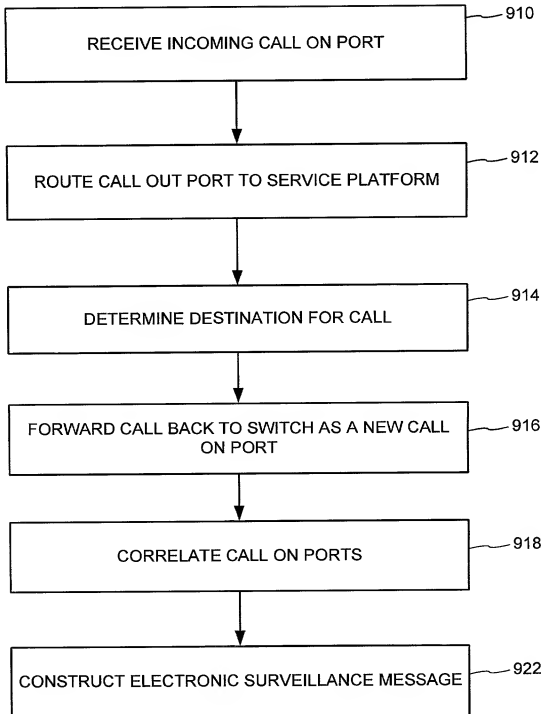 910
RECEIVE INCOMING CALL ON PORT
912
ROUTE CALL OUT PORT TO SERVICE PLATFORM
914
DETERMINE DESTINATION FOR CALL
916
FORWARD CALL BACK TO SWITCH AS A NEW CALL
ON PORT
918
CORRELATE CALL ON PORTS
922
CONSTRUCT ELECTRONIC SURVEILLANCE MESSAGE